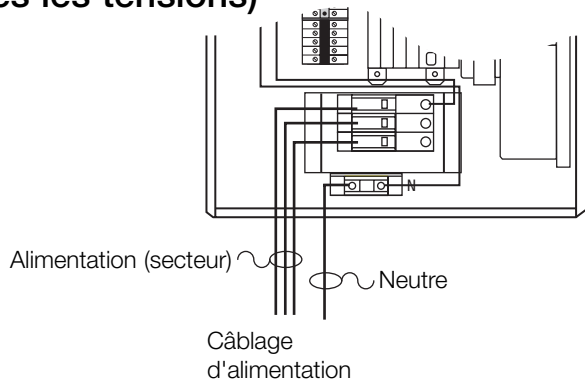 es les tensions)
N
Alimentation (secteur)
Neutre
Câblage
d'alimentation